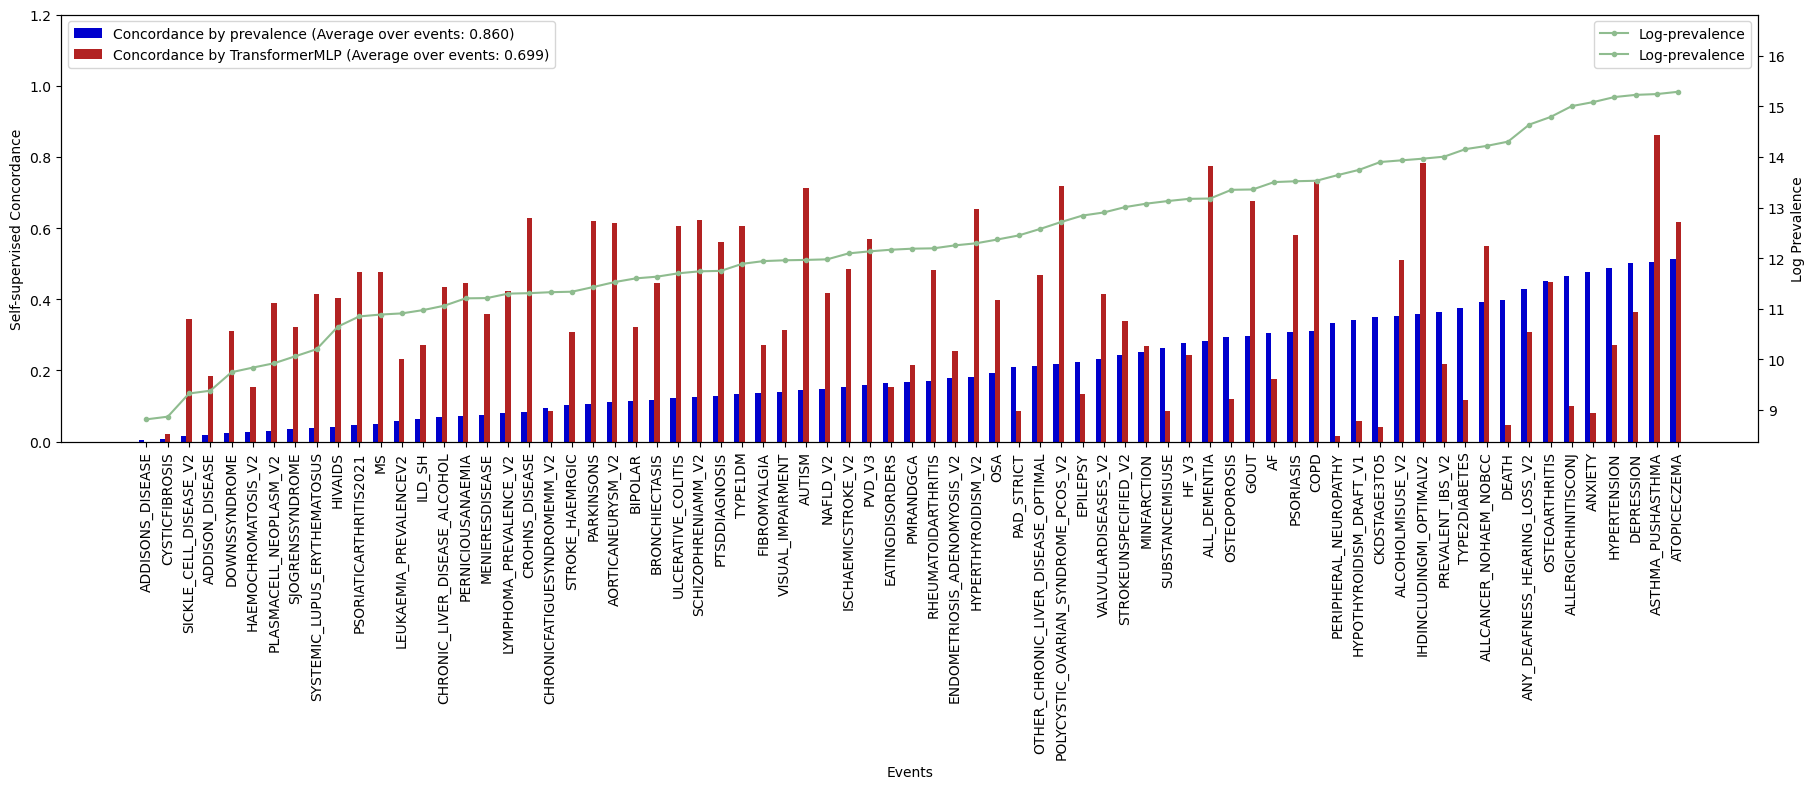 Concordance by prevalence (Average over events: 0.860)
Concordance by TransformerMLP (Average over events: 0.699)
Log-prevalence
Log-prevalence
Self-supervised Concordance
1.2
1.0
0.8
0.6
0.4
0.2
0.0
16
15
14
13
12
11
10
9
Log Prevalence
ADDISONS_DISEASE
CYSTICFIBROSIS
SICKLE_CELL_DISEASE_V2
ADDISON_DISEASE
DOWNSSYNDROME
HAEMOCHROMATOSIS_V2
PLASMACELL_NEOPLASM_V2
SJOGRENSSYNDROME
SYSTEMIC_LUPUS_ERYTHEMATOSUS
HIVAIDS
PSORIATICARTHRITIS2021
MS
LEUKAEMIA_PREVALENCEV2
ILD_SH
CHRONIC_LIVER_DISEASE_ALCOHOL
PERNICIOUSANAEMIA
MENIERESDISEASE
LYMPHOMA_PREVALENCE_V2
CROHNS_DISEASE
CHRONICFATIGUESYNDROMEMM_V2
STROKE_HAEMRGIC
PARKINSONS
AORTICANEURYSM_V2
BIPOLAR
BRONCHIECTASIS
ULCERATIVE_COLITIS
SCHIZOPHRENIAMM_V2
PTSDDIAGNOSIS
TYPE1DM
FIBROMYALGIA
VISUAL_IMPAIRMENT
AUTISM
NAFLD_V2
ISCHAEMICSTROKE_V2
PVD_V3
EATINGDISORDERS
PMRANDGCA
RHEUMATOIDARTHRITIS
ENDOMETRIOSIS_ADENOMYOSIS_V2
HYPERTHYROIDISM_V2
OSA
PAD_STRICT
OTHER_CHRONIC_LIVER_DISEASE_OPTIMAL
POLYCYSTIC_OVARIAN_SYNDROME_PCOS_V2
EPILEPSY
VALVULARDISEASES_V2
STROKEUNSPECIFIED_V2
MINFARCTION
SUBSTANCEMISUSE
HF_V3
ALL_DEMENTIA
OSTEOPOROSIS
GOUT
AF
PSORIASIS
COPD
PERIPHERAL_NEUROPATHY
HYPOTHYROIDISM_DRAFT_V1
CKDSTAGE3TO5
ALCOHOLMISUSE_V2
IHDINCLUDINGMI_OPTIMALV2
PREVALENT_IBS_V2
TYPE2DIABETES
ALLCANCER_NOHAEM_NOBCC
DEATH
ANY_DEAFNESS_HEARING_LOSS_V2
OSTEOARTHRITIS
ALLERGICRHINITISCONJ
ANXIETY
HYPERTENSION
DEPRESSION
ASTHMA_PUSHASTHMA
ATOPICECZEMA
Events